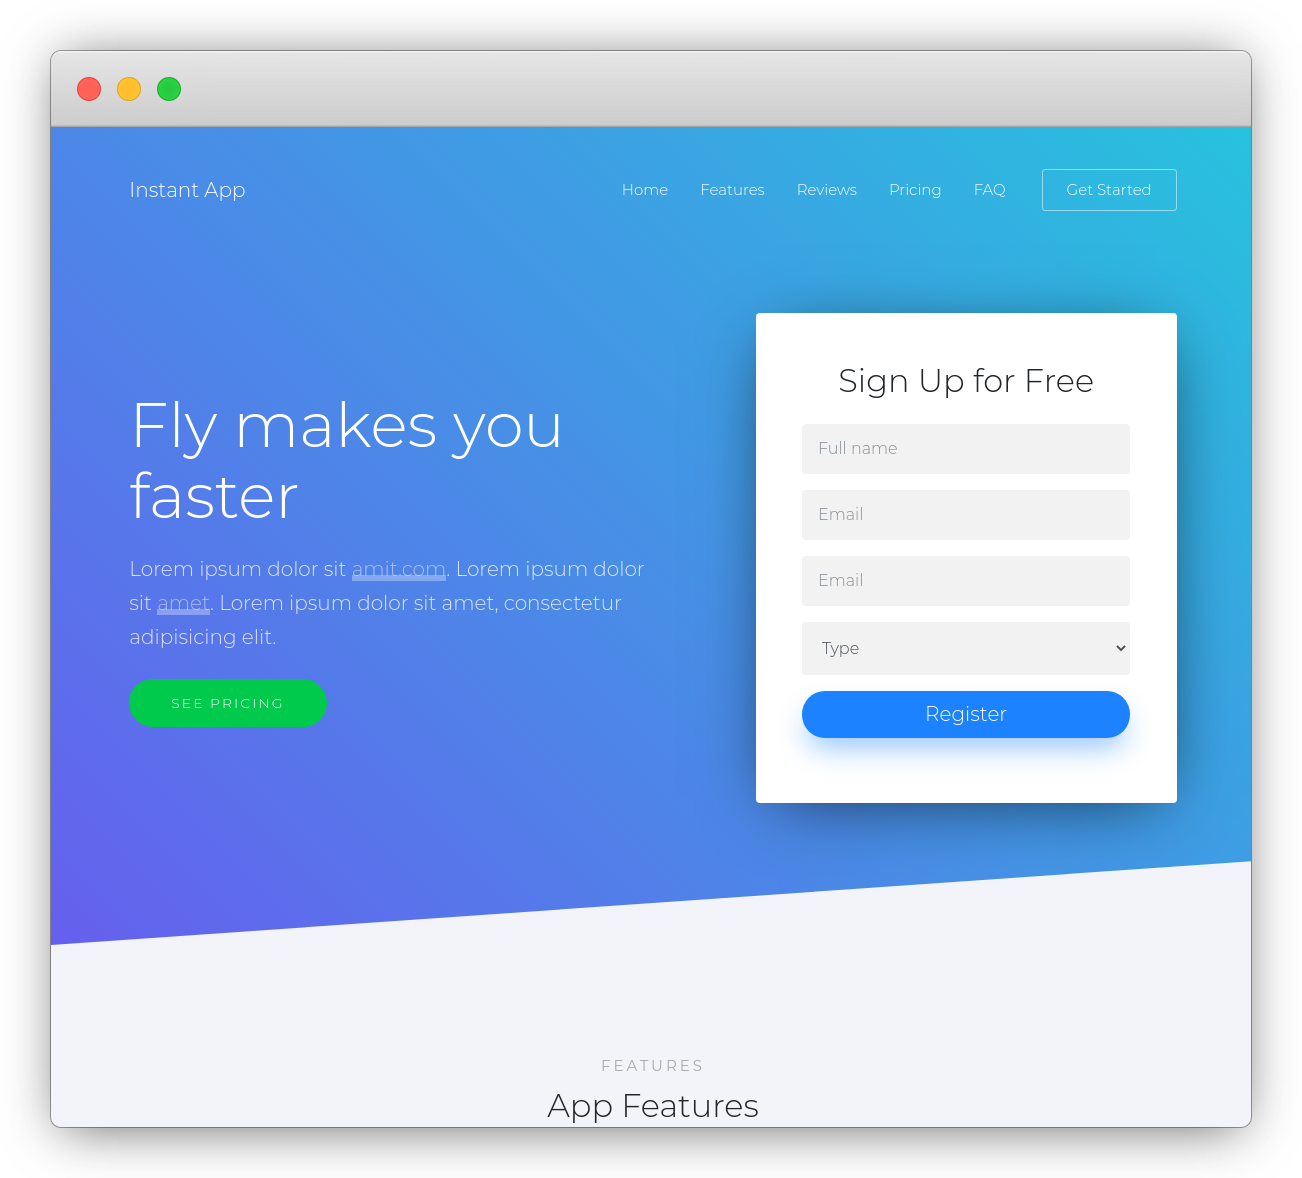 Instant App
Home Features Reviews Pricing FAQ Get Started
Fly makes you
faster
Lorem ipsum dolor sit amit.com. Lorem ipsum dolor
sit amet. Lorem ipsum dolor sit amet, consectetur
adipisicing elit.
SEE PRICING
Sign Up for Free
Full name
Email
Email
Type
Register
FEATURES
App Features